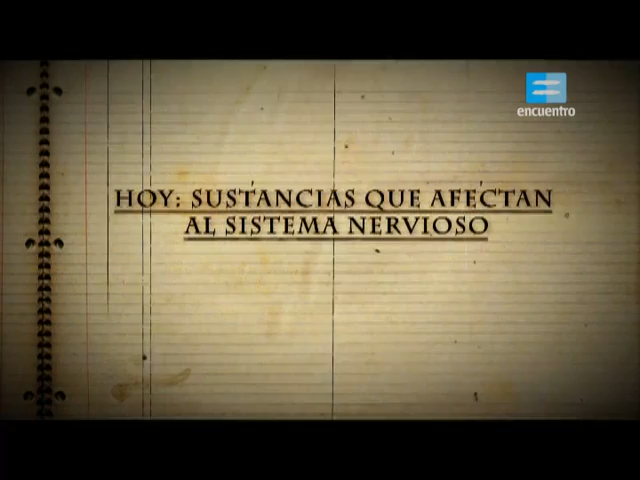 encuentro
HOY: SUSTANCIAS QUE AFECTAN
AL SISTEMA NERVIOSO